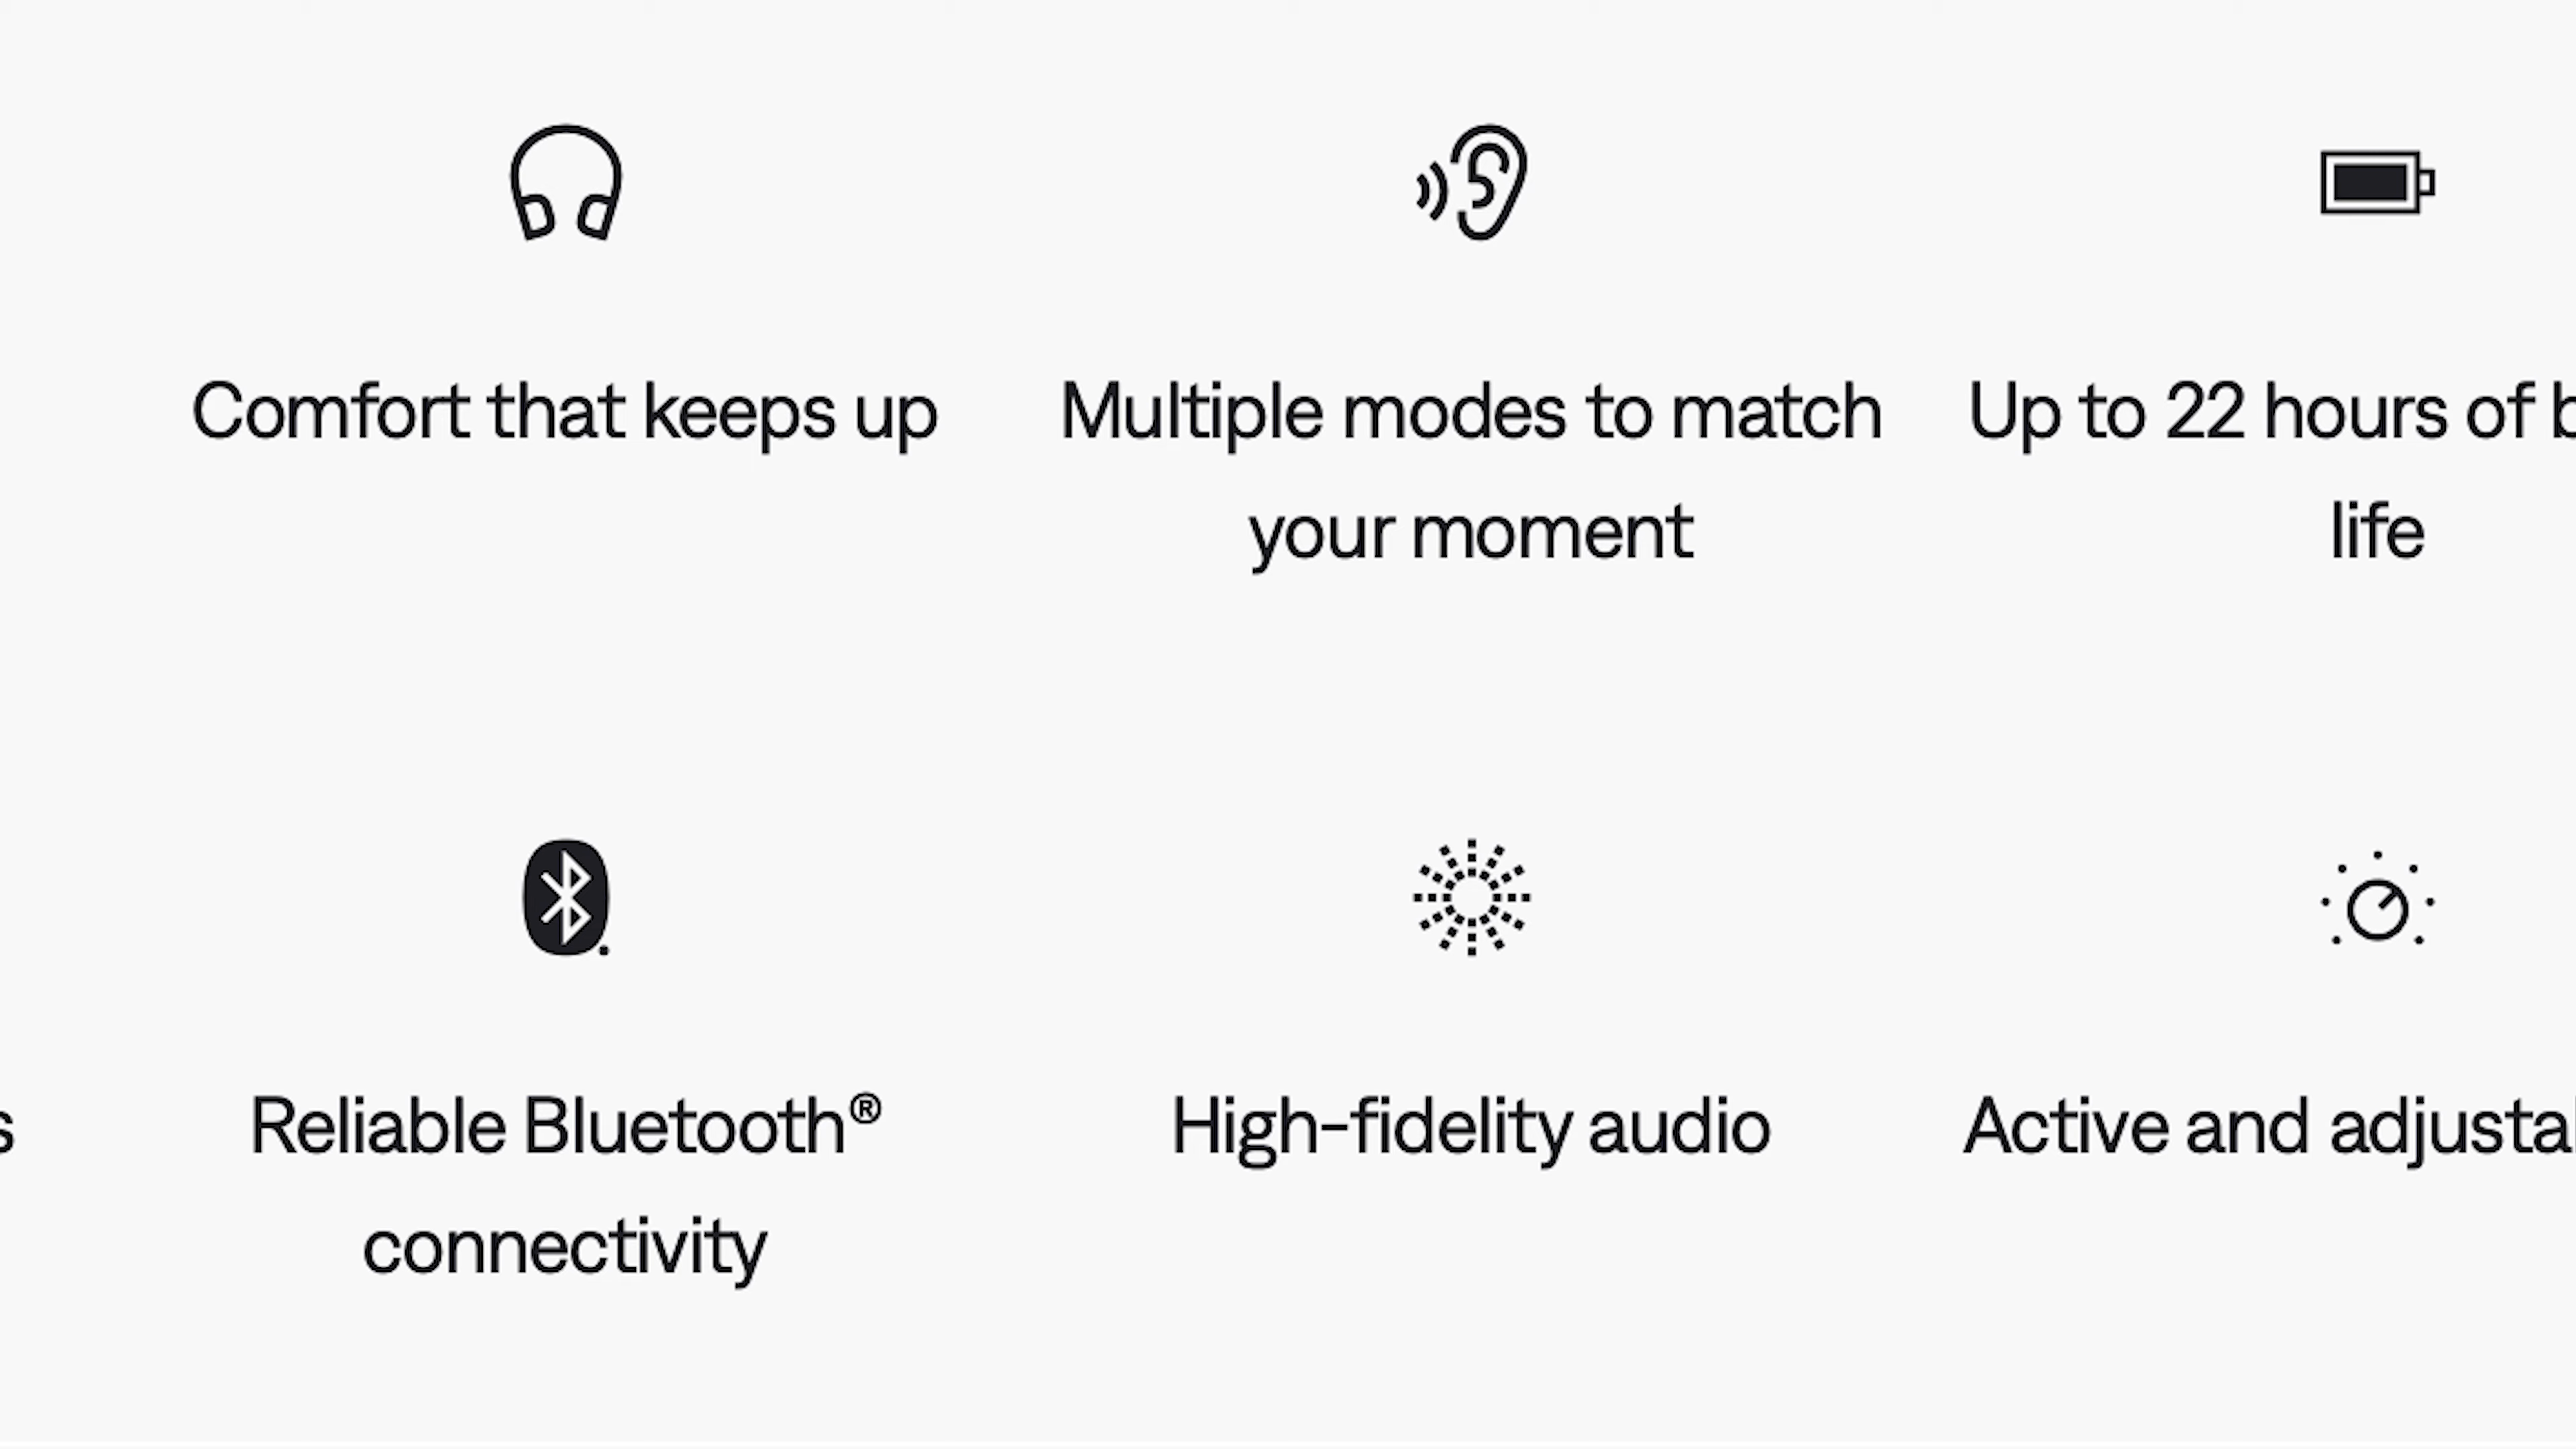 Comfort that keeps up
Multiple modes to match
your moment
Up to 22 hours of
life
Reliable Bluetooth®
connectivity
High-fidelity audio
Active and